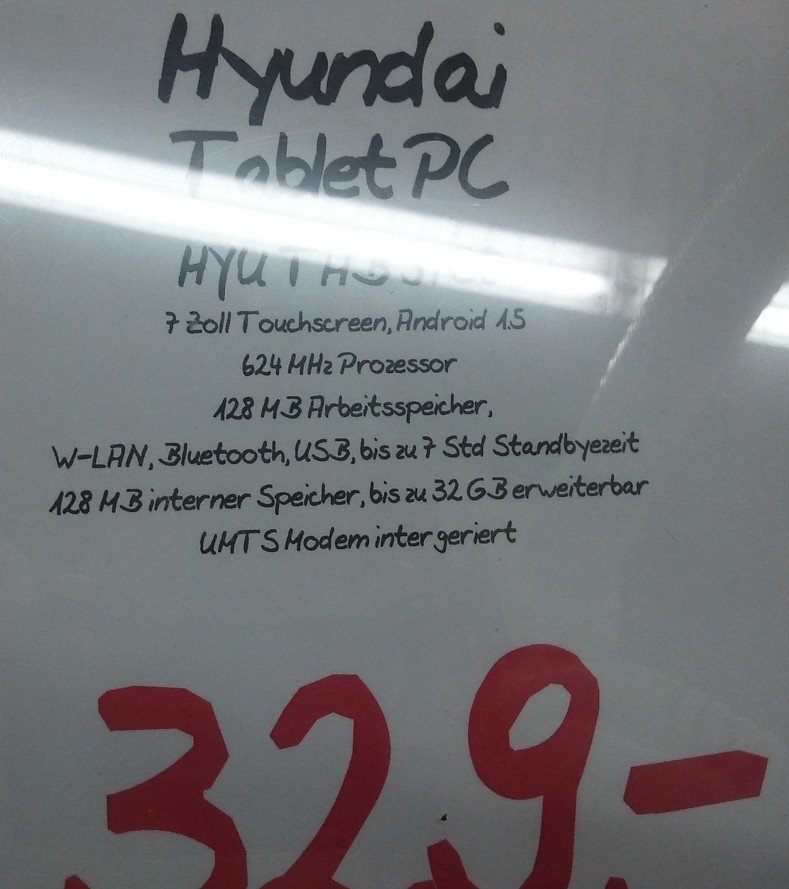 Hyundai
Tablet PC
7 Zoll Touchscreen, Android 1.5
624 MHz Prozessor
128 MB Arbeitsspeicher,
W-LAN, Bluetooth, USB, bis zu 7 Std Standbyezeit
128 MB interner Speicher, bis zu 32 GB erweiterbar
UMTS Modem intergeriert
329.-